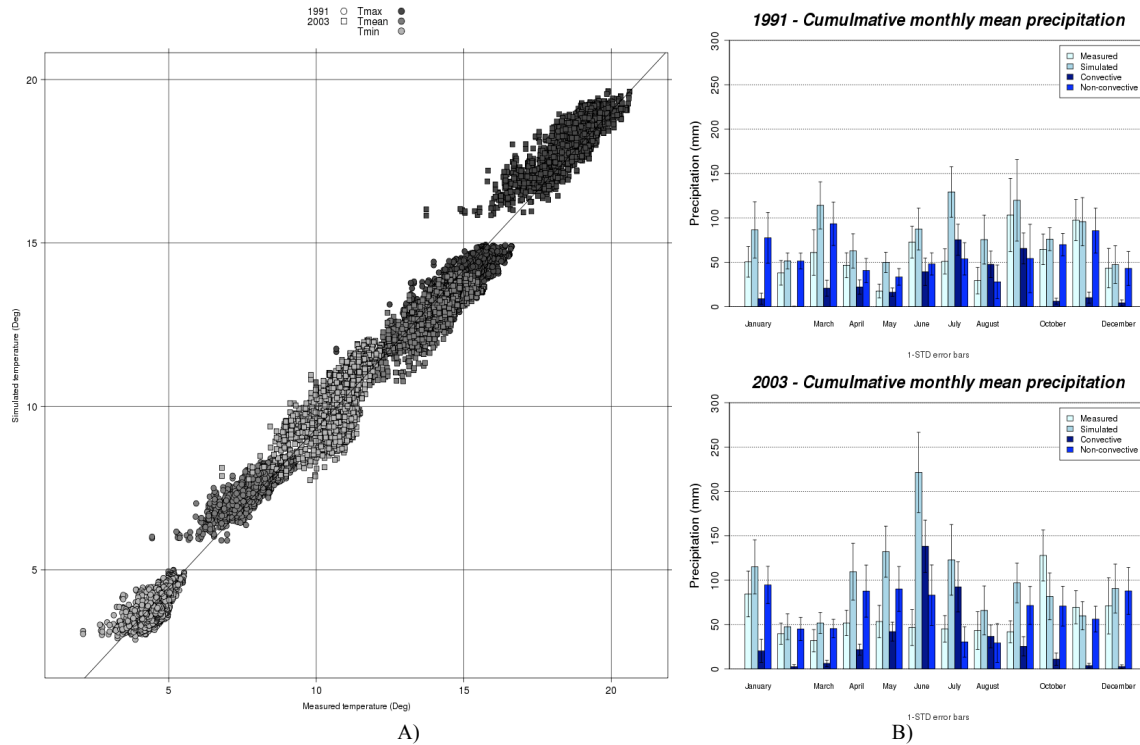 1991 Tmax
2003 Tmean
Tmin
20
15
10
5
Simulated temperature (Deg)
5 10 15 20
Measured temperature (Deg)
A)
1991 - Cumulmative monthly mean precipitation
300
250
200
150
100
50
0
Precipitation (mm)
Measured
Simulated
Convective
Non-convective
January March April May June July August October December
1-STD error bars
2003 - Cumulmative monthly mean precipitation
300
250
200
150
100
50
0
Precipitation (mm)
Measured
Simulated
Convective
Non-convective
January March April May June July August October December
1-STD error bars
B)